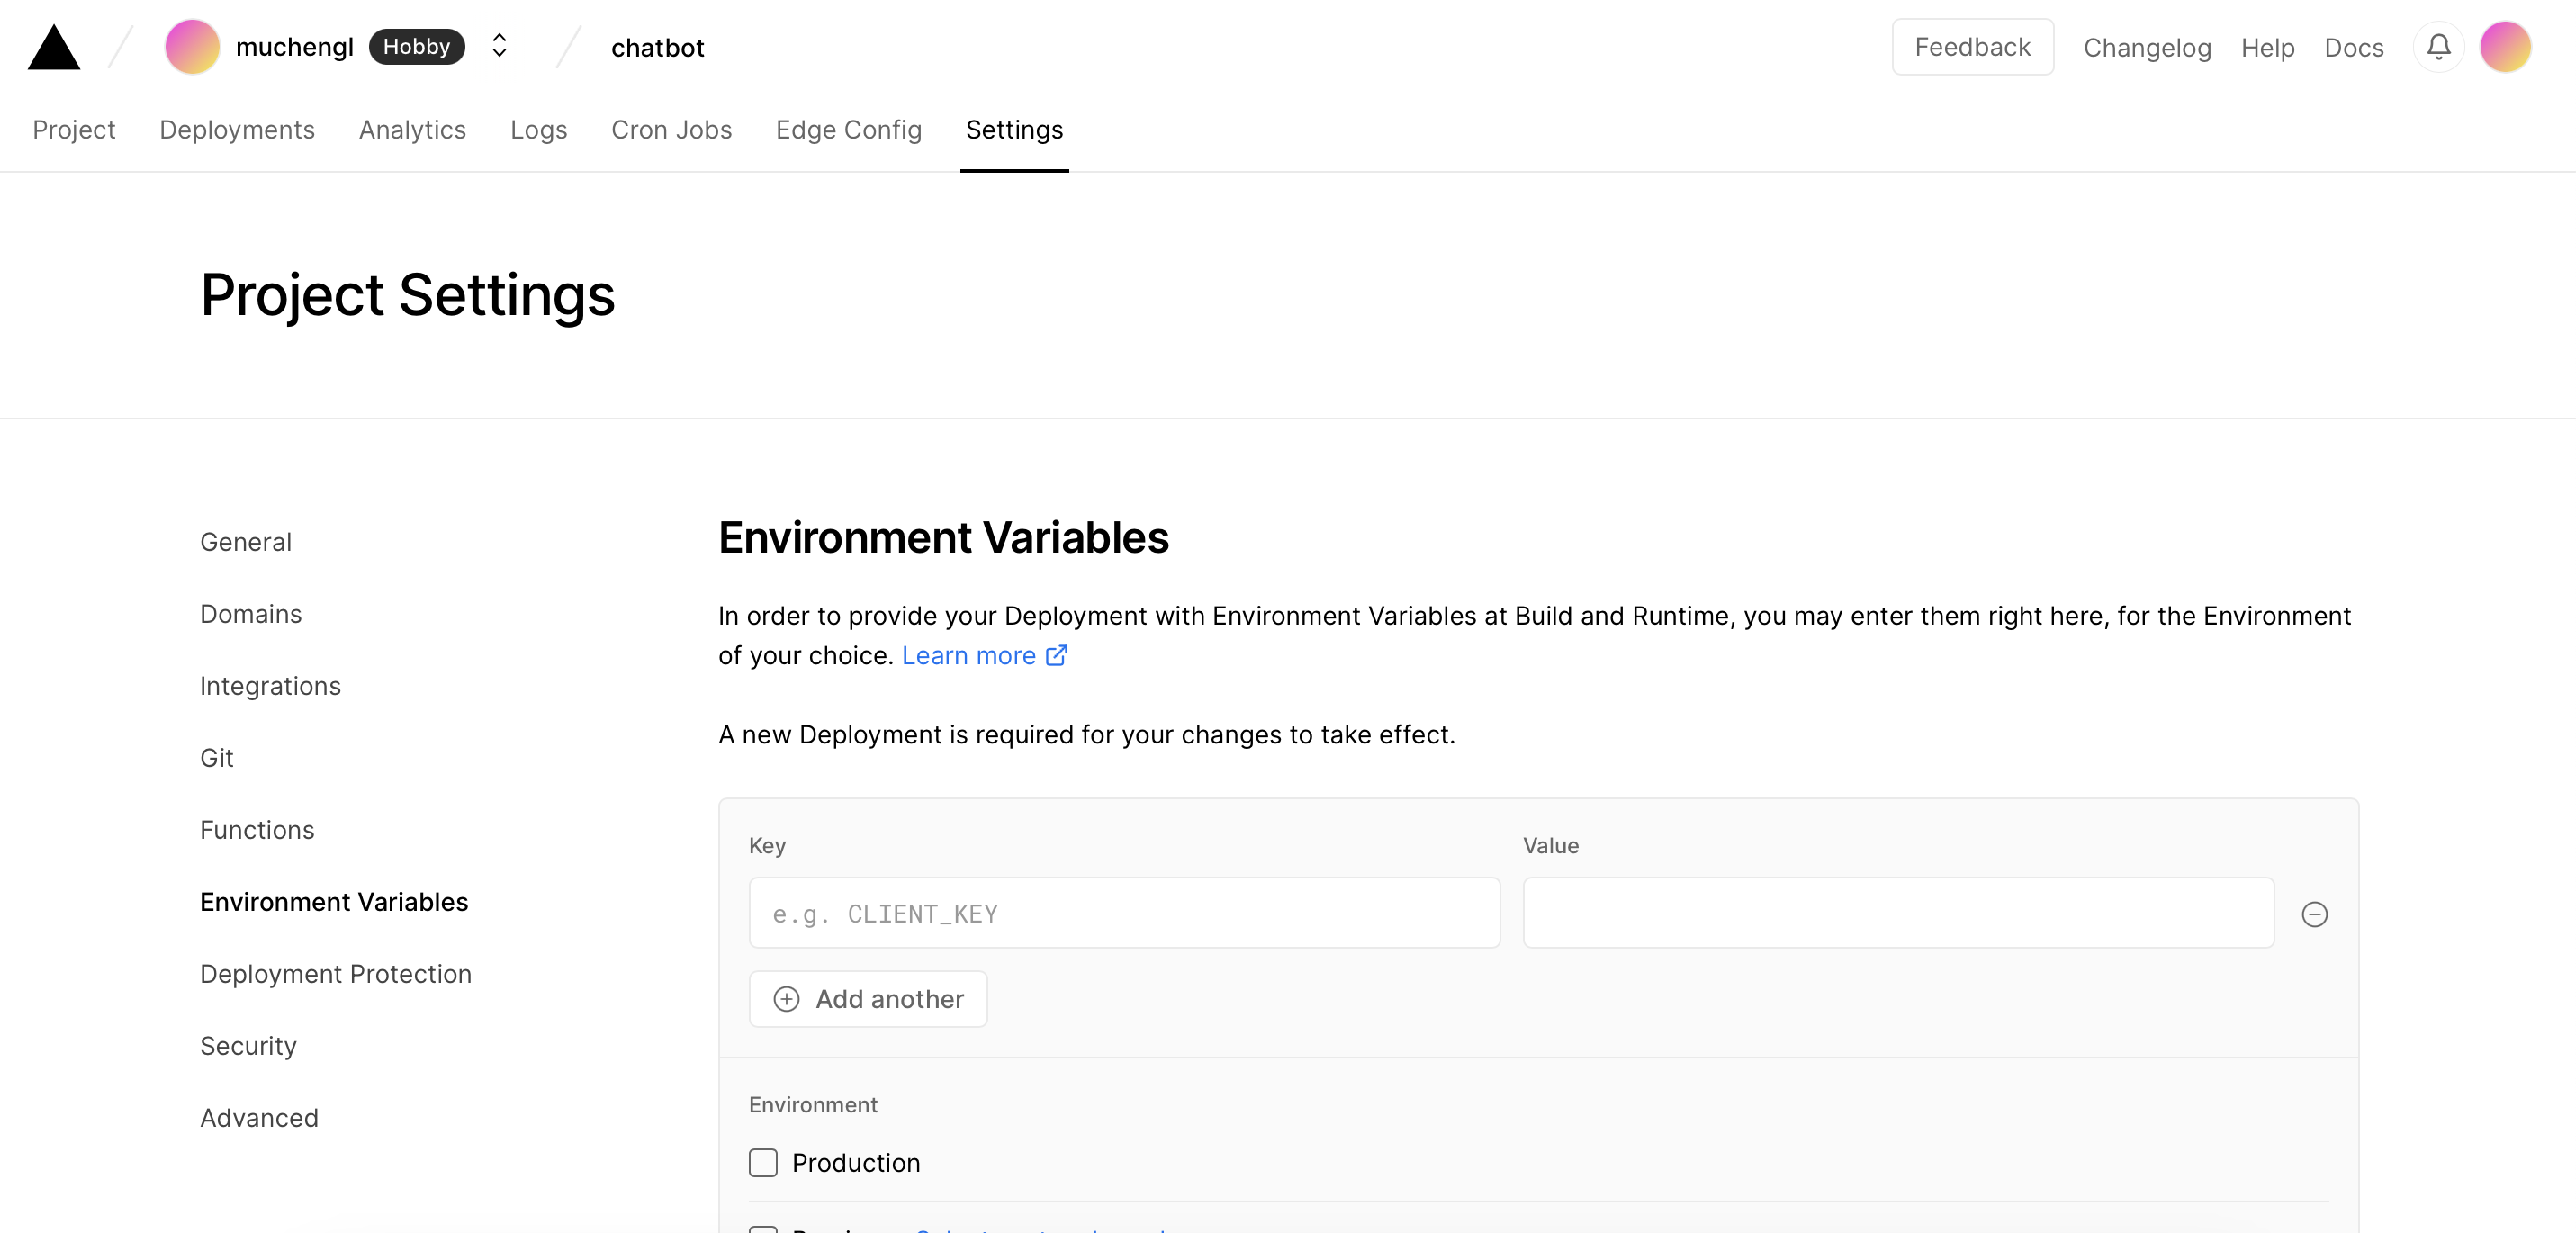 muchengl Hobby chatbot Feedback Changelog Help Docs
Project Deployments Analytics Logs Cron Jobs Edge Config Settings
Project Settings
General
Domains
Integrations
Git
Functions
Environment Variables
Deployment Protection
Security
Advanced
Environment Variables
In order to provide your Deployment with Environment Variables at Build and Runtime, you may enter them right here, for the Environment
of your choice. Learn more
A new Deployment is required for your changes to take effect.
Key Value
e.g. CLIENT_KEY
Add another
Environment
Production